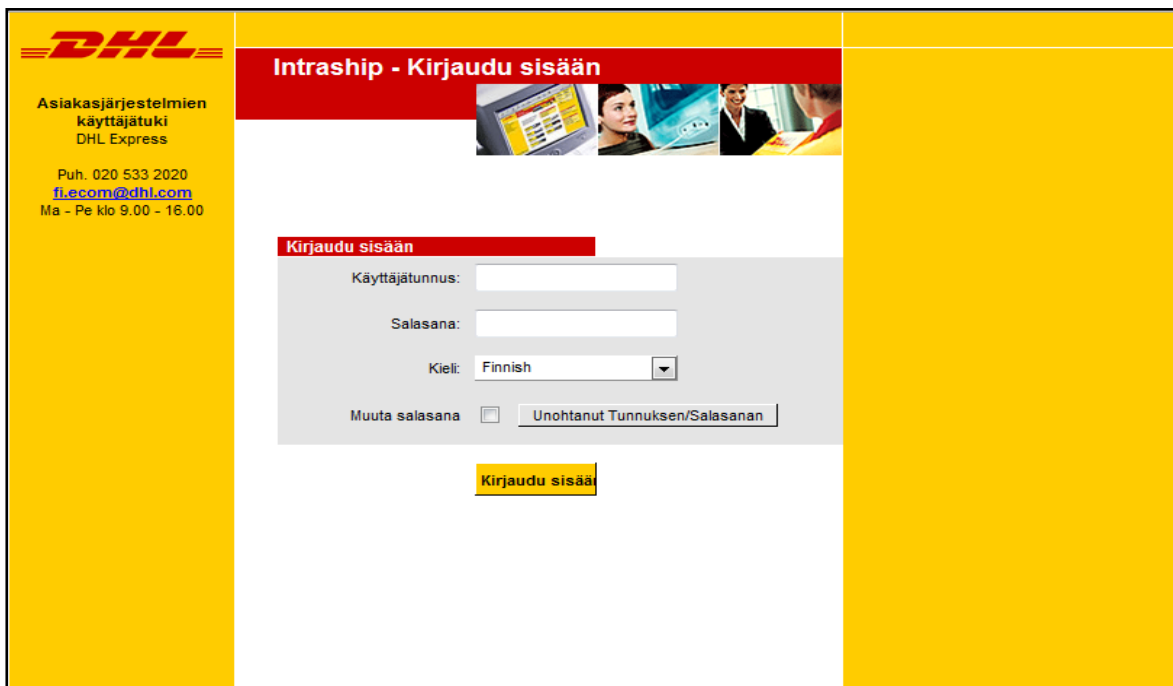 DHL
Asiakasjärjestelmien
käyttäjätuki
DHL Express
Puh. 020 533 2020
fi.ecom@dhl.com
Ma - Pe klo 9.00 - 16.00
Intraship - Kirjaudu sisään
Kirjaudu sisään
Käyttäjätunnus:
Salasana:
Kieli: Finnish
Muuta salasana Unohtanut Tunnuksen/Salasanan
Kirjaudu sisää